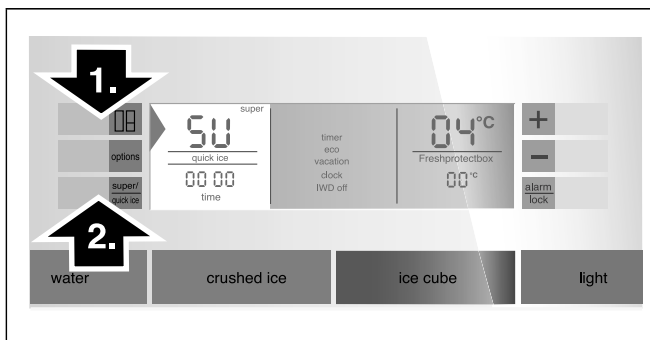 1.
super
SU
quick ice
00 00
time
timer
eco
vacation
clock
IWD off
04°C
Freshprotectbox
00°C
+
options
−
super/
quick ice
alarm
lock
2.
water
crushed ice
ice cube
light